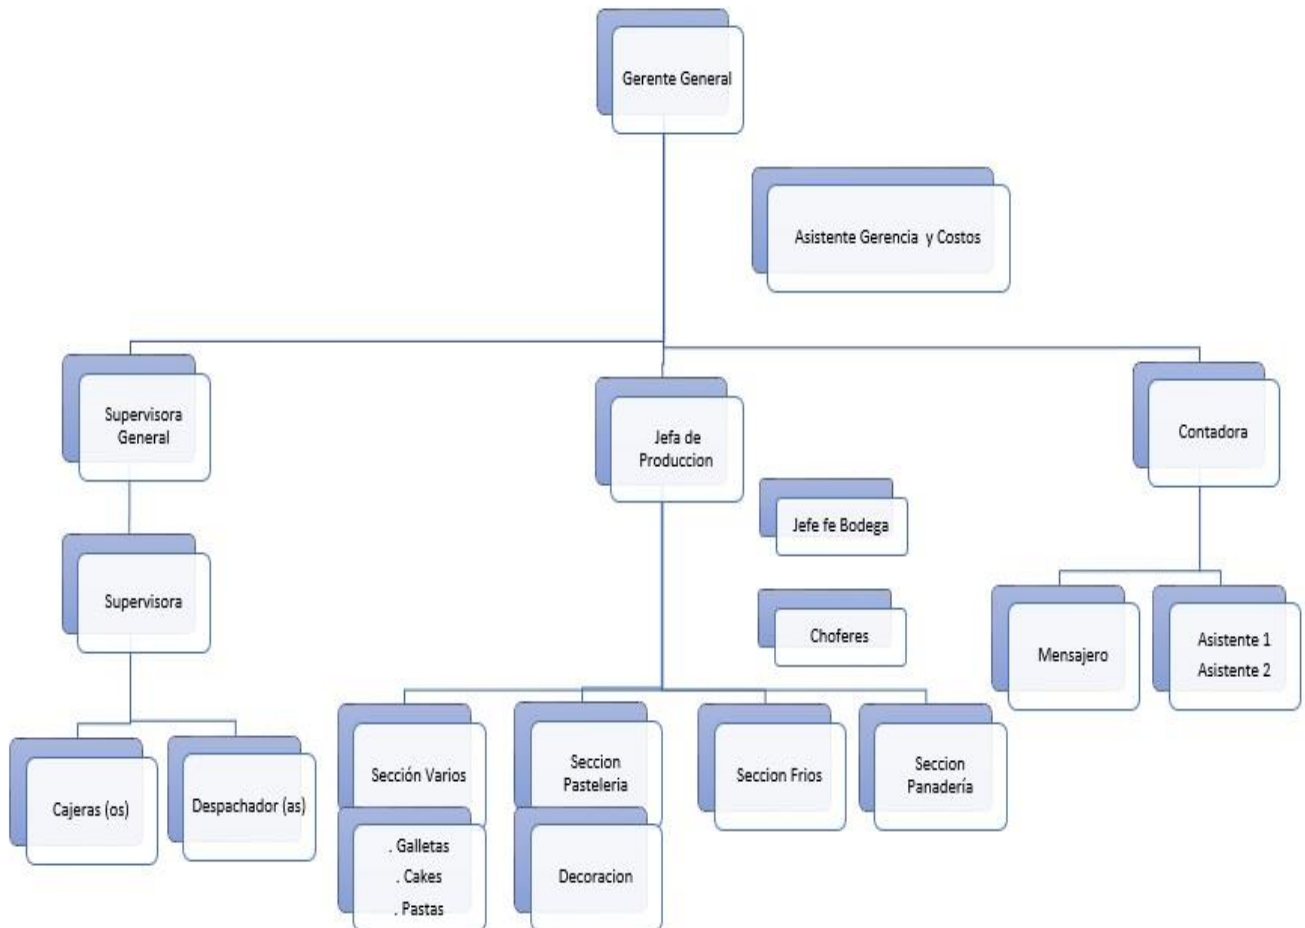 Gerente General
Asistente Gerencia y Costos
Supervisora
General
Jefa de
Produccion
Contadora
Jefe fe Bodega
Supervisora
Choferes
Mensajero
Asistente 1
Asistente 2
Cajeras (os)
Despachador (as)
Sección Varios
Seccion
Pasteleria
Seccion Frios
Seccion
Panadería
. Galletas
. Cakes
. Pastas
Decoracion